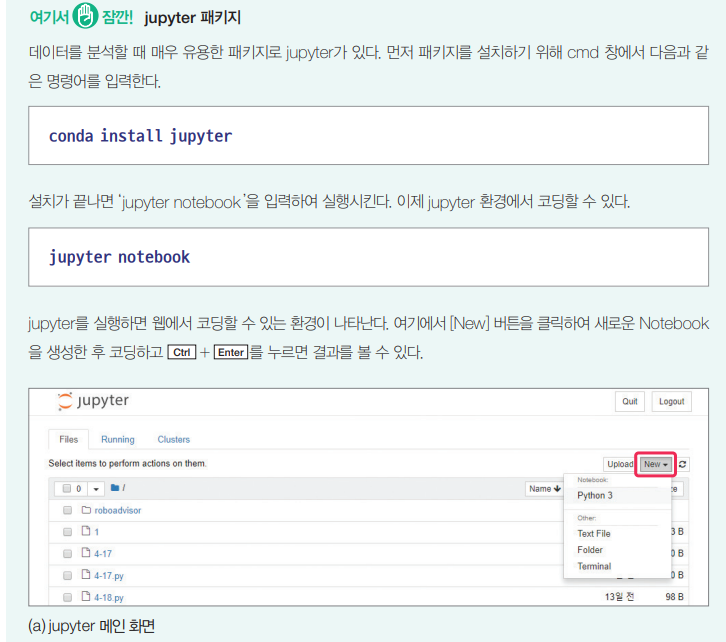 여기서 잠깐! jupyter 패키지
데이터를 분석할 때 매우 유용한 패키지로 jupyter가 있다. 먼저 패키지를 설치하기 위해 cmd 창에서 다음과 같
은 명령어를 입력한다.
conda install jupyter
설치가 끝나면 ‘jupyter notebook’을 입력하여 실행시킨다. 이제 jupyter 환경에서 코딩할 수 있다.
jupyter notebook
jupyter를 실행하면 웹에서 코딩할 수 있는 환경이 나타난다. 여기에서 [New] 버튼을 클릭하여 새로운 Notebook
을 생성한 후 코딩하고 Ctrl + Enter를 누르면 결과를 볼 수 있다.
jupyter Quit Logout
Files Running Clusters
Select items to perform actions on them. Upload New
0 / Name
Notebook:
Python 3
roboadvisor
Other:
1 Text File 3 B
4-17 Folder 0 B
4-17.py Terminal 0 B
4-18.py 13일 전 98 B
(a) jupyter 메인 화면